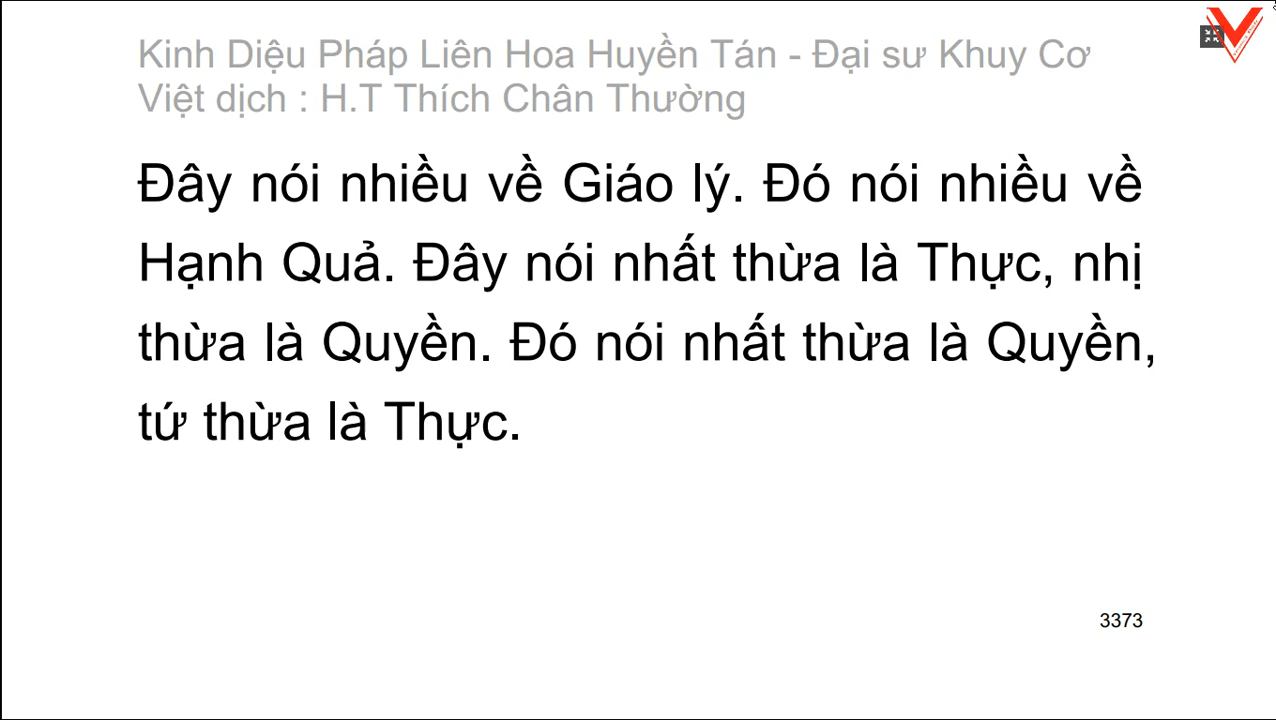 Kinh Diệu Pháp Liên Hoa Huyền Tán - Đại sư Khuy Cơ
Việt dịch : H.T Thích Chân Thường
Đây nói nhiều về Giáo lý. Đó nói nhiều về
Hạnh Quả. Đây nói nhất thừa là Thực, nhị
thừa là Quyền. Đó nói nhất thừa là Quyền,
tứ thừa là Thực.
3373